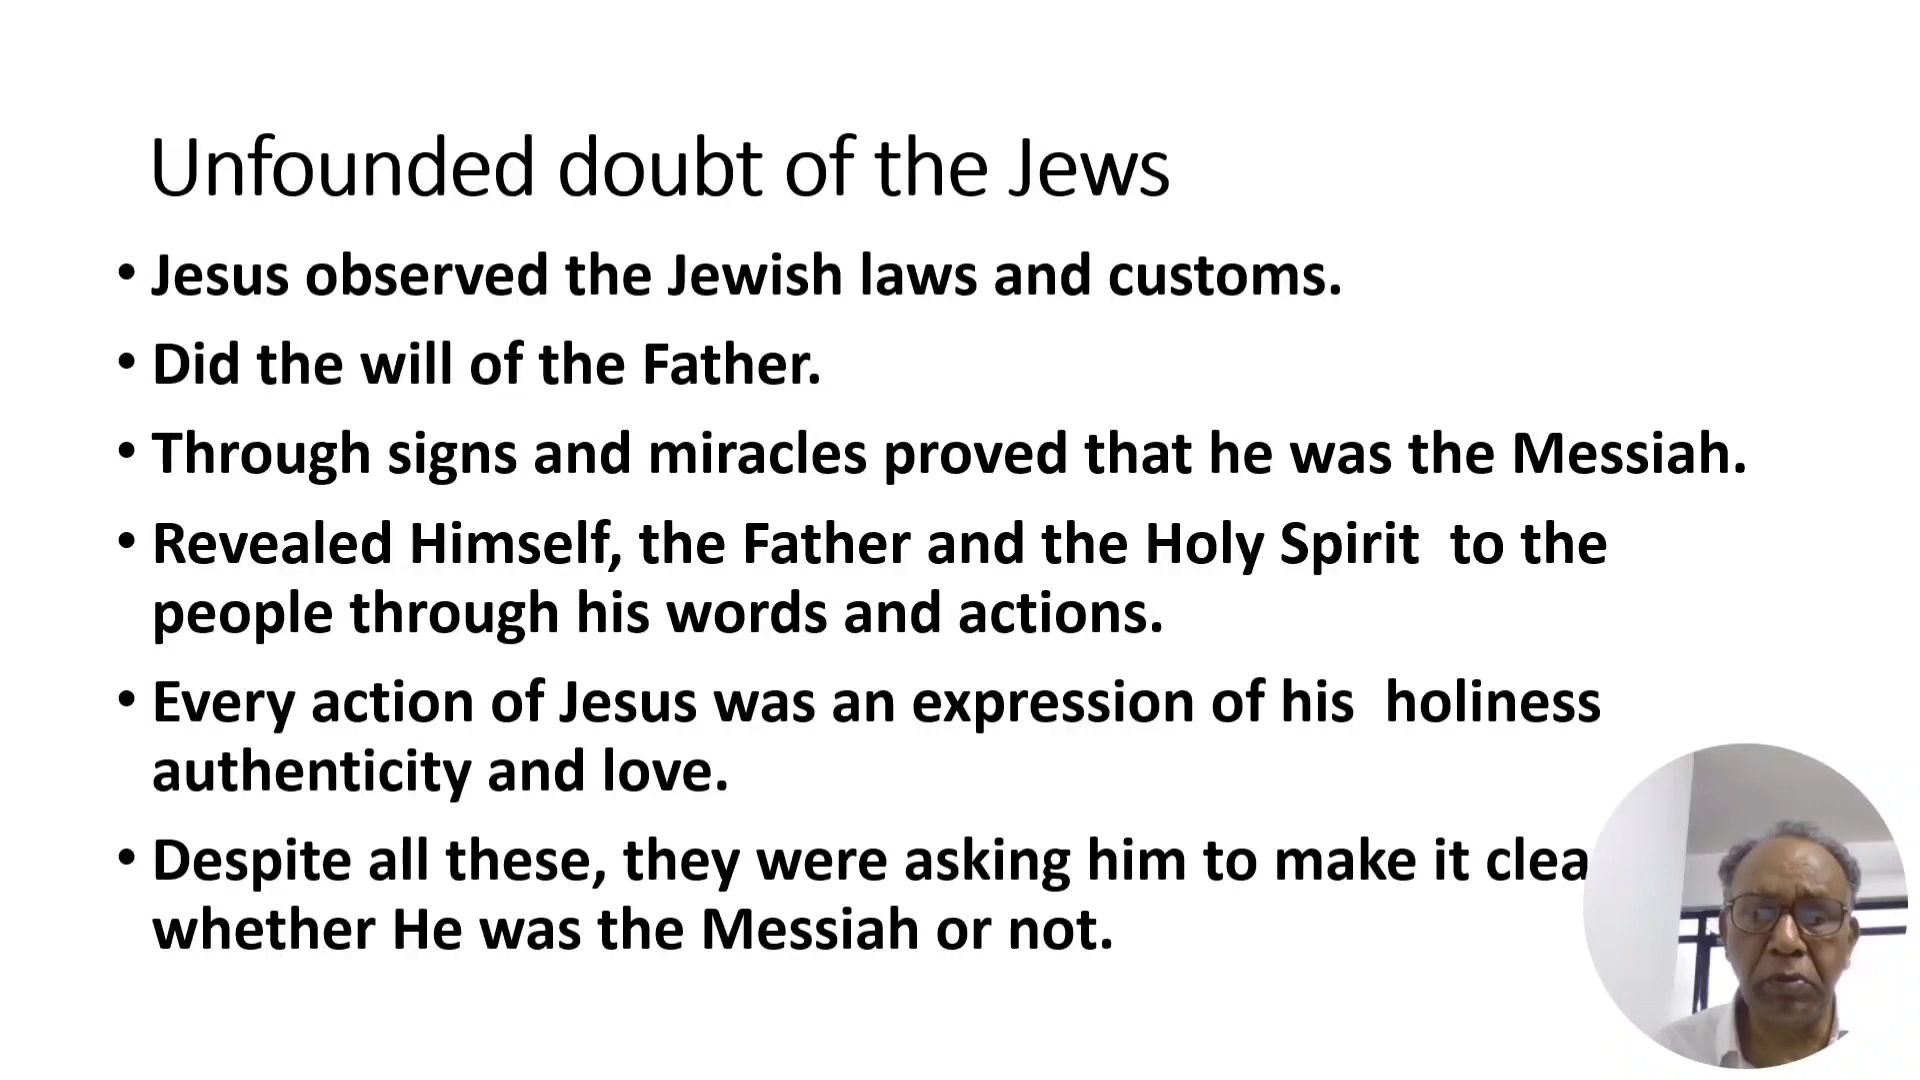 Unfounded doubt of the Jews
• Jesus observed the Jewish laws and customs.
• Did the will of the Father.
• Through signs and miracles proved that he was the Messiah.
• Revealed Himself, the Father and the Holy Spirit  to the
people through his words and actions.
• Every action of Jesus was an expression of his  holiness
authenticity and love.
• Despite all these, they were asking him to make it clea
whether He was the Messiah or not.